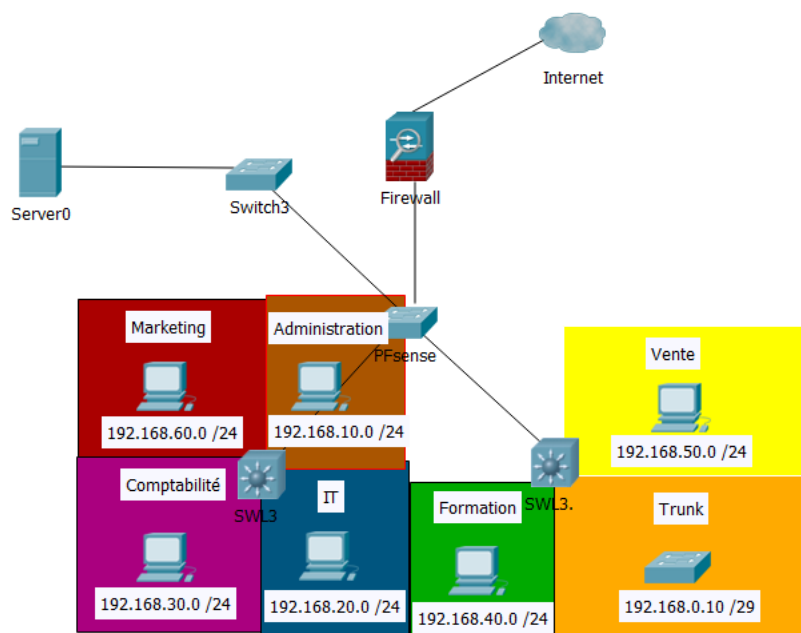 Internet
Server0
Switch3
Firewall
Marketing
Administration
PFsense
Vente
192.168.60.0 /24
192.168.10.0 /24
192.168.50.0 /24
Comptabilité
IT
SWL3
Formation
SWL3.
Trunk
192.168.30.0 /24
192.168.20.0 /24
192.168.40.0 /24
192.168.0.10 /29